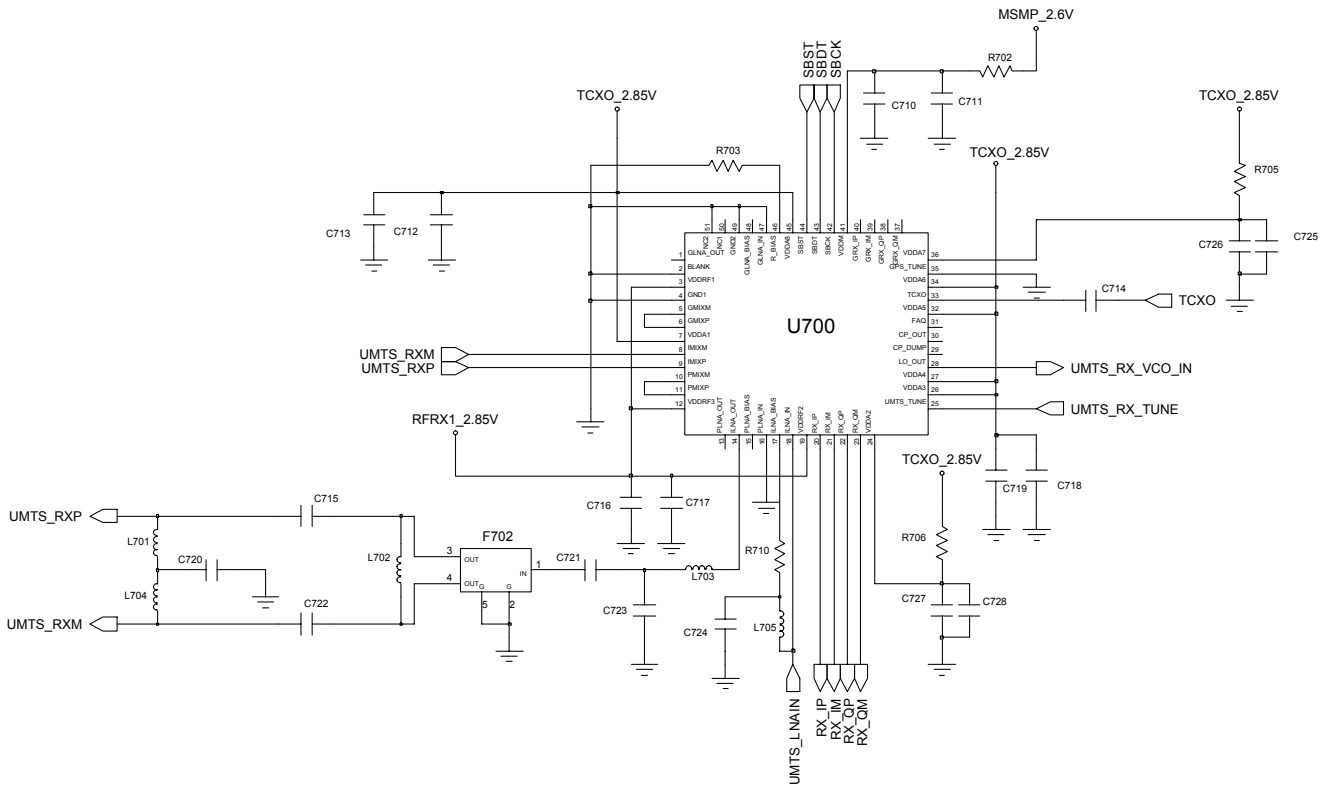 MSMP_2.6V
R702
C710
C711
SBST
SBDT
SBCK
TCXO_2.85V
R703
C713
C712
TCXO_2.85V
TCXO_2.85V
R705
C726
C725
51
50
49
48
47
46
45
44
43
42
41
40
39
38
37
NC2
NC1
GND2
GLNA_BIAS
GLNA_IN
R_BIAS
VDDA8
SBST
SBDT
SBCK
VDDM
GRX_IP
GRX_IM
GRX_QP
GRX_QM
1 GLNA_OUT
2 BLANK
3 VDDRF1
4 GND1
5 GMIXM
6 GMIXP
7 VDDA1
8 IMIXM
9 IMIXP
10 PMIXM
11 PMIXP
12 VDDRF3
U700
VDDA7 36
GPS_TUNE 35
VDDA6 34
TCXO 33
VDDA5 32
FAQ 31
CP_OUT 30
CP_DUMP 29
LO_OUT 28
VDDA4 27
VDDA3 26
UMTS_TUNE 25
PLNA_OUT
ILNA_OUT
PLNA_BIAS
PLNA_IN
ILNA_BIAS
ILNA_IN
VDDRF2
RX_IP
RX_IM
RX_QP
RX_QM
VDDA2
13
14
15
16
17
18
19
20
21
22
23
24
C714
TCXO
UMTS_RXM
UMTS_RXP
UMTS_RX_VCO_IN
UMTS_RX_TUNE
RFRX1_2.85V
C716
C717
TCXO_2.85V
C719
C718
R706
C727
C728
UMTS_RXP
C715
L701
C720
L704
L702
UMTS_RXM
C722
F702
3 OUT
4 OUT
IN 1
G
G
5
2
C721
L703
C723
R710
C724
L705
UMTS_LNAIN
RX_IP
RX_IM
RX_QP
RX_QM